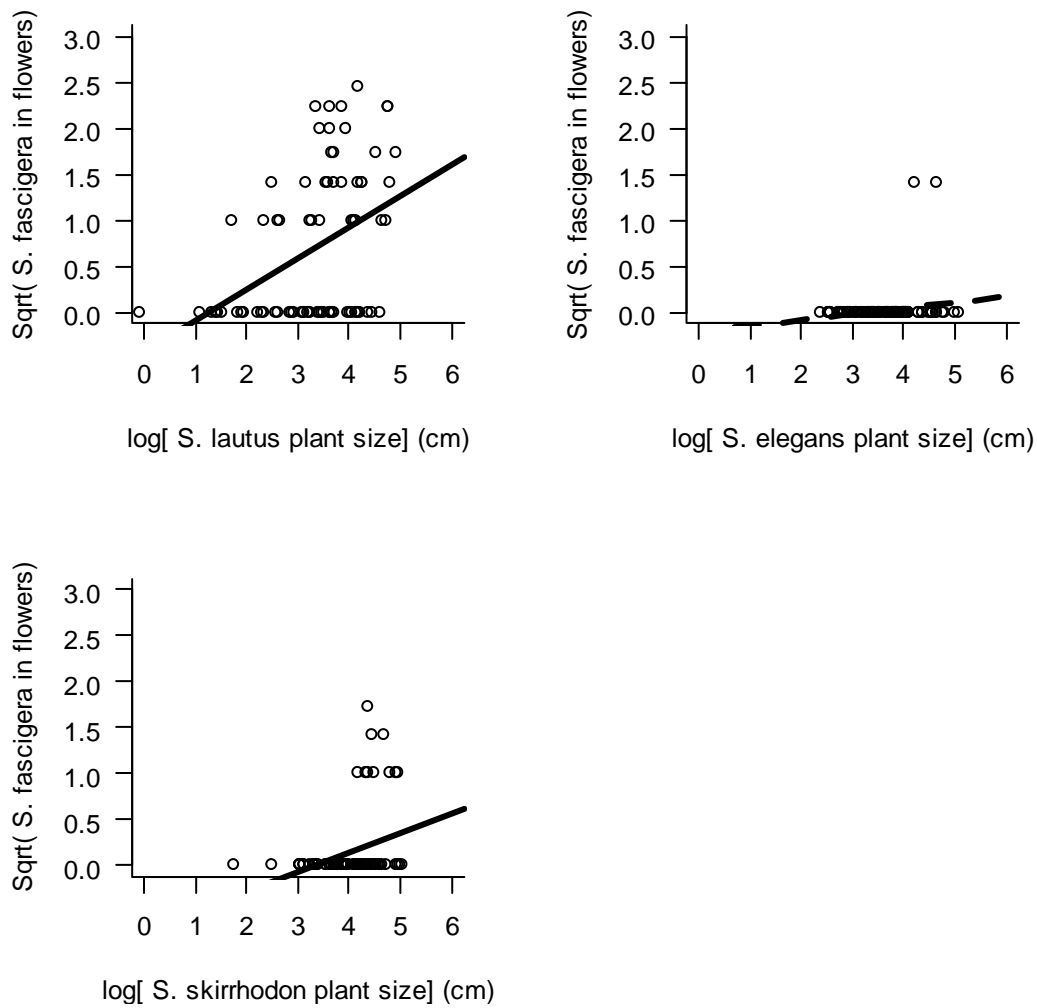 Sqrt( S. fascigera in flowers)
3.0
2.5
2.0
1.5
1.0
0.5
0.0
0 1 2 3 4 5 6
log[ S. lautus plant size] (cm)
Sqrt( S. fascigera in flowers)
3.0
2.5
2.0
1.5
1.0
0.5
0.0
0 1 2 3 4 5 6
log[ S. elegans plant size] (cm)
Sqrt( S. fascigera in flowers)
3.0
2.5
2.0
1.5
1.0
0.5
0.0
0 1 2 3 4 5 6
log[ S. skirrhodon plant size] (cm)